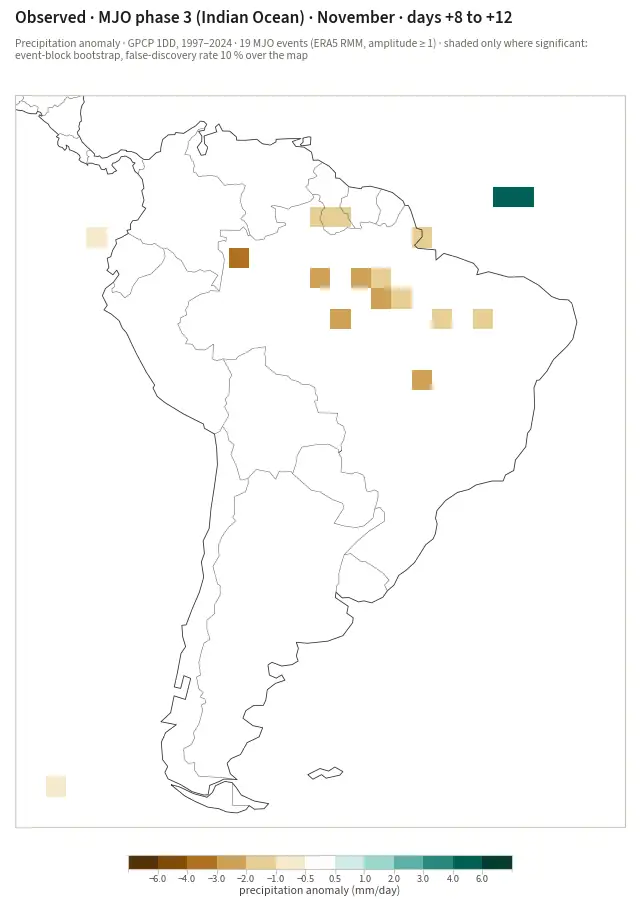 Observed · MJO phase 3 (Indian Ocean) · November · days +8 to +12
Precipitation anomaly · GPCP 1DD, 1997–2024 · 19 MJO events (ERA5 RMM, amplitude ≥ 1) · shaded only where significant:
event-block bootstrap, false-discovery rate 10 % over the map
−6.0 −4.0 −3.0 −2.0 −1.0 −0.5 0.5 1.0 2.0 3.0 4.0 6.0
precipitation anomaly (mm/day)